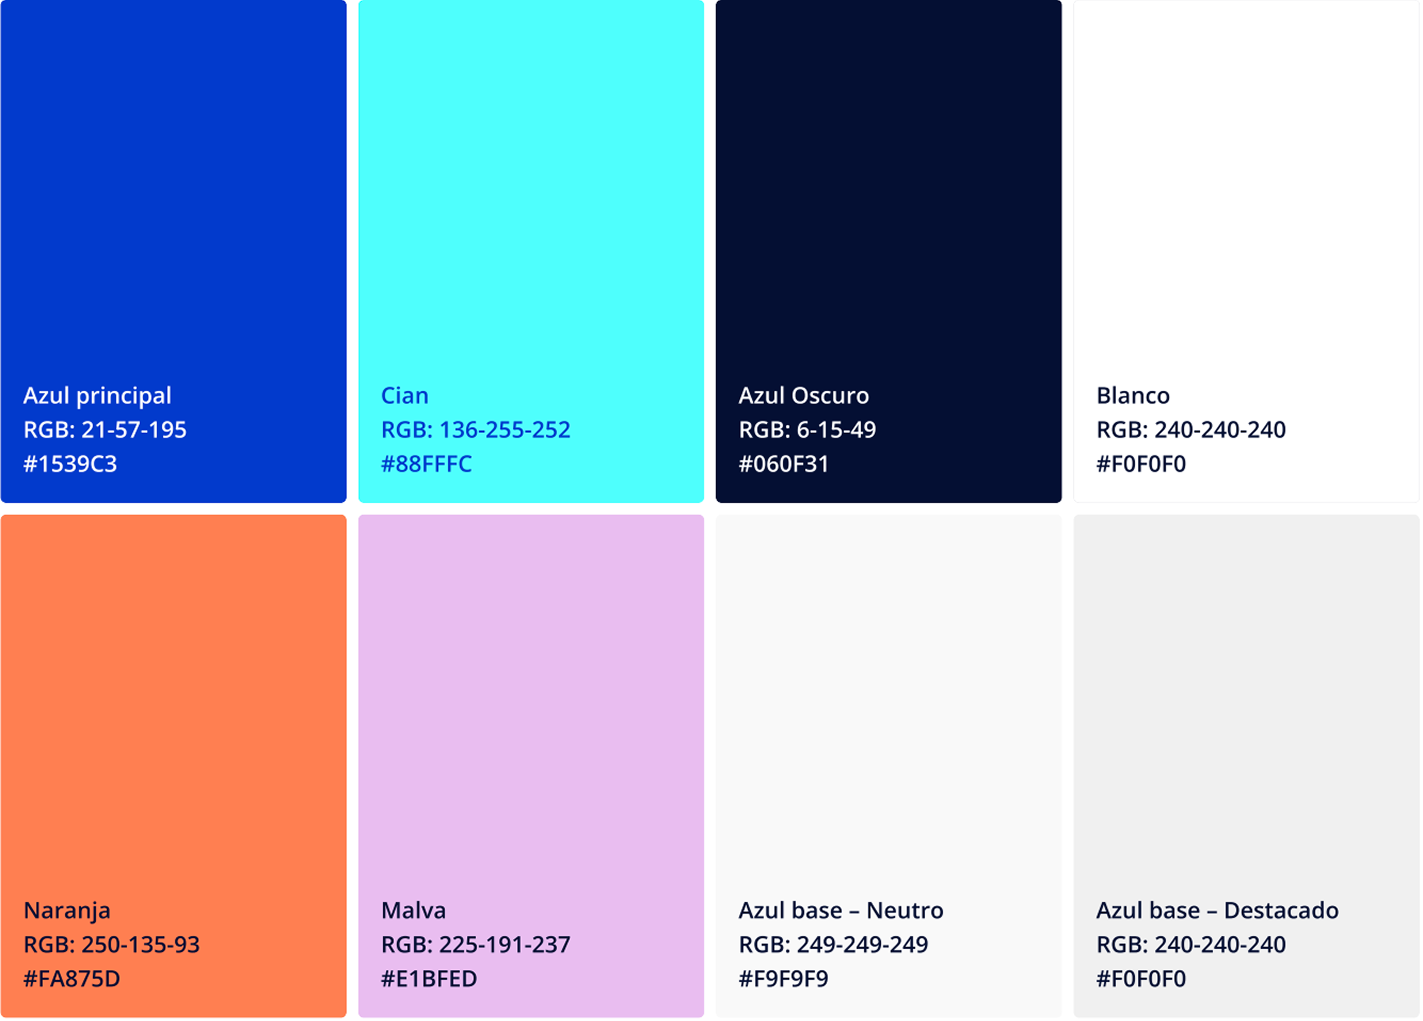 Azul principal
RGB: 21-57-195
#1539C3
Cian
RGB: 136-255-252
#88FFFC
Azul Oscuro
RGB: 6-15-49
#060F31
Blanco
RGB: 240-240-240
#F0F0F0
Naranja
RGB: 250-135-93
#FA875D
Malva
RGB: 225-191-237
#E1BFED
Azul base – Neutro
RGB: 249-249-249
#F9F9F9
Azul base – Destacado
RGB: 240-240-240
#F0F0F0